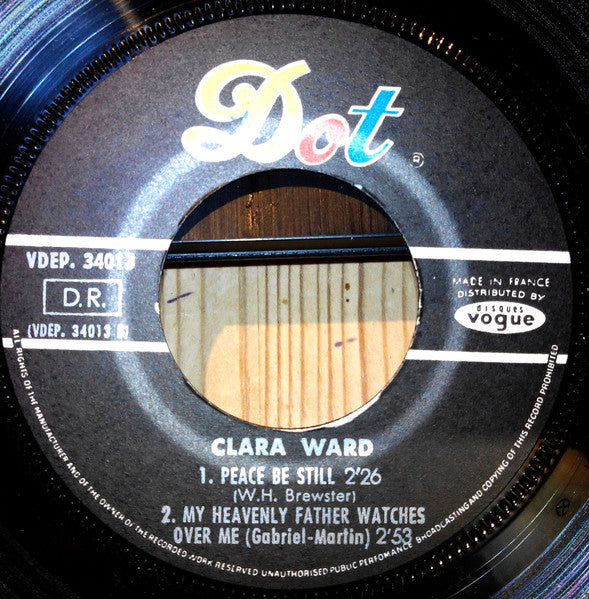 Dot
®
VDEP. 34013
D.R.
(VDEP. 34013 B)
MADE IN FRANCE
DISTRIBUTED BY
disques
vogue
CLARA WARD
1. PEACE BE STILL 2'26
(W.H. Brewster)
2. MY HEAVENLY FATHER WATCHES
OVER ME (Gabriel-Martin) 2'53
ALL RIGHTS OF THE MANUFACTURER AND OF THE OWNER OF THE RECORDED WORK RESERVED UNAUTHORISED PUBLIC PERFOMANCE BROADCASTING AND COPYING OF THIS RECORD PROHIBITED